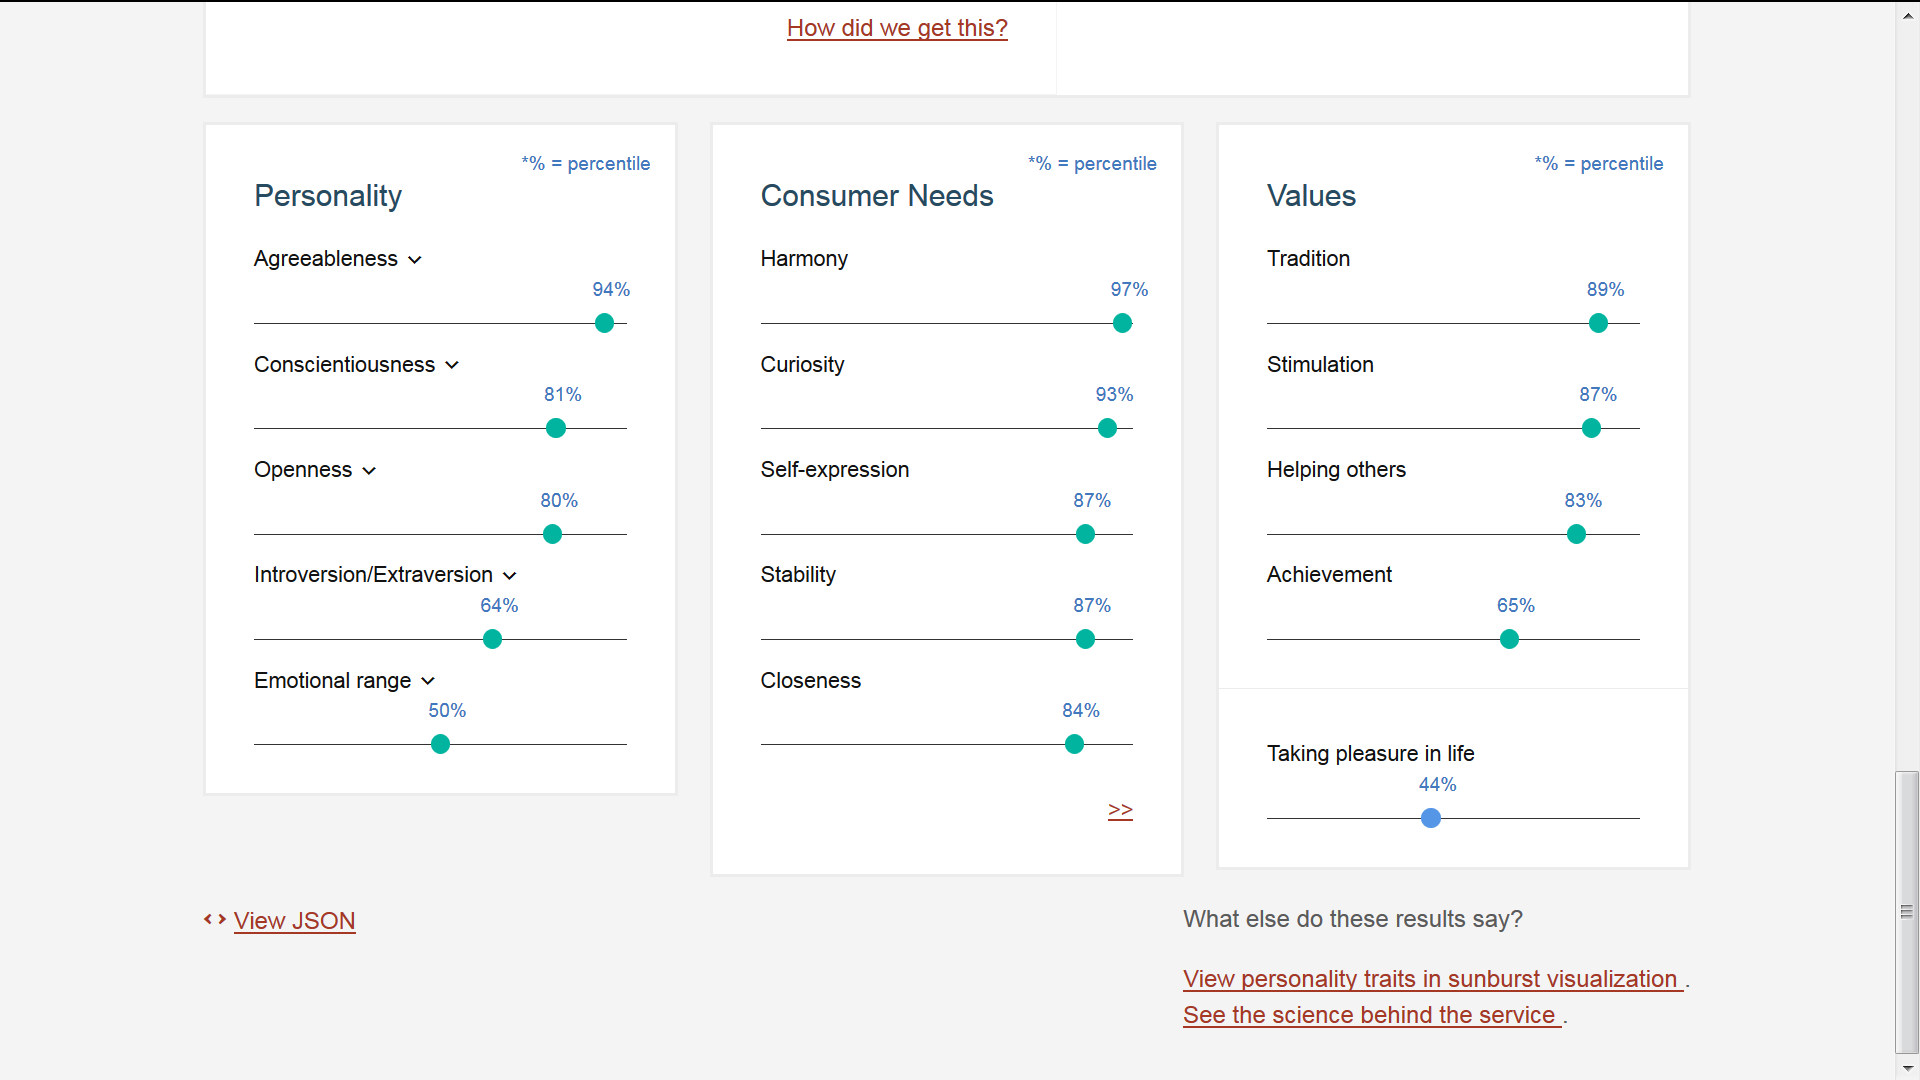 How did we get this?
*% = percentile
Personality
Agreeableness
94%
Conscientiousness
81%
Openness
80%
Introversion/Extraversion
64%
Emotional range
50%
*% = percentile
Consumer Needs
Harmony
97%
Curiosity
93%
Self-expression
87%
Stability
87%
Closeness
84%
>>
*% = percentile
Values
Tradition
89%
Stimulation
87%
Helping others
83%
Achievement
65%
Taking pleasure in life
44%
<> View JSON
What else do these results say?
View personality traits in sunburst visualization .
See the science behind the service .